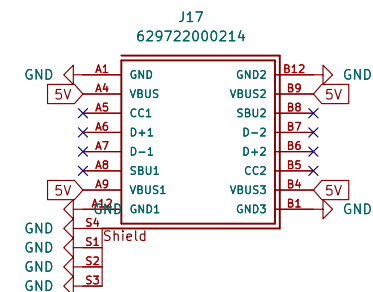 J17
629722000214
GND A1 GND GND2 B12 GND
5V A4 VBUS VBUS2 B9 5V
A5 CC1 SBU2 B8
A6 D+1 D-2 B7
A7 D-1 D+2 B6
A8 SBU1 CC2 B5
5V A9 VBUS1 VBUS3 B4 5V
GND A12 GND1 GND3 B1 GND
GND S4 Shield
GND S1
GND S2
GND S3